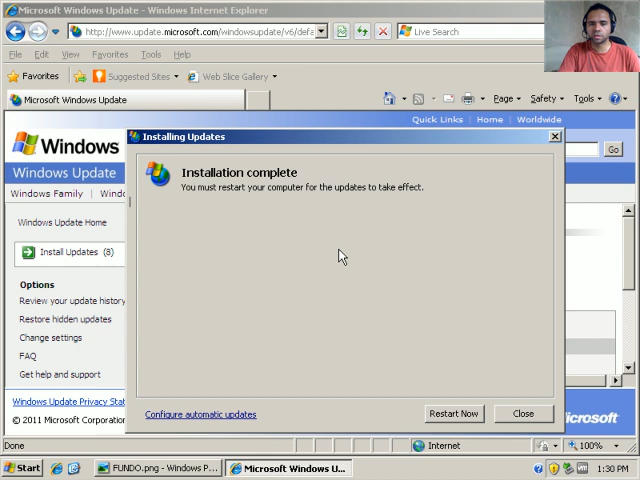 Microsoft Windows Update - Windows Internet Explorer
http://www.update.microsoft.com/windowsupdate/v6/defa
Live Search
File Edit View Favorites Tools Help
Favorites Suggested Sites Web Slice Gallery
Microsoft Windows Update
Page Safety Tools
Quick Links | Home | Worldwide
Windows
Go
Windows Update
Windows Family | Windo
Windows Update Home
Install Updates (8)
Options
Review your update history
Restore hidden updates
Change settings
FAQ
Get help and support
Windows Update Privacy Stat
© 2011 Microsoft Corporation
Installing Updates
Installation complete
You must restart your computer for the updates to take effect.
Configure automatic updates
Restart Now
Close
icrosoft
Done
Internet
100%
Start
FUNDO.png - Windows P...
Microsoft Windows U...
1:30 PM